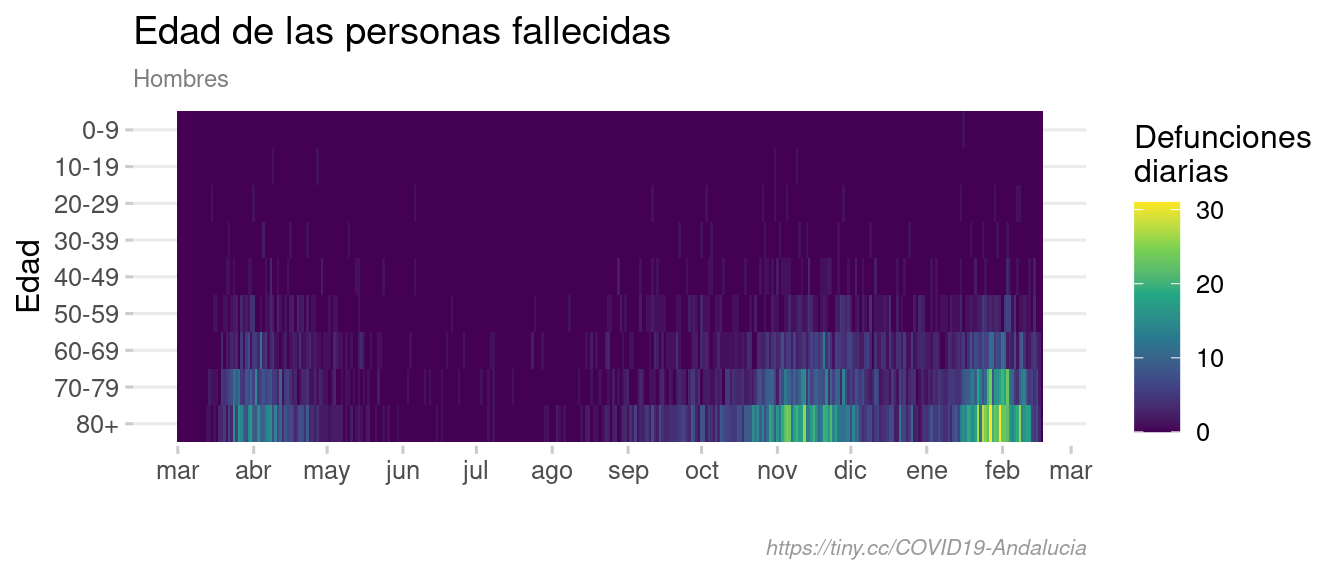 Edad de las personas fallecidas
Hombres
Edad
0-9
10-19
20-29
30-39
40-49
50-59
60-69
70-79
80+
mar abr may jun jul ago sep oct nov dic ene feb mar
Defunciones
diarias
30
20
10
0
https://tiny.cc/COVID19-Andalucia